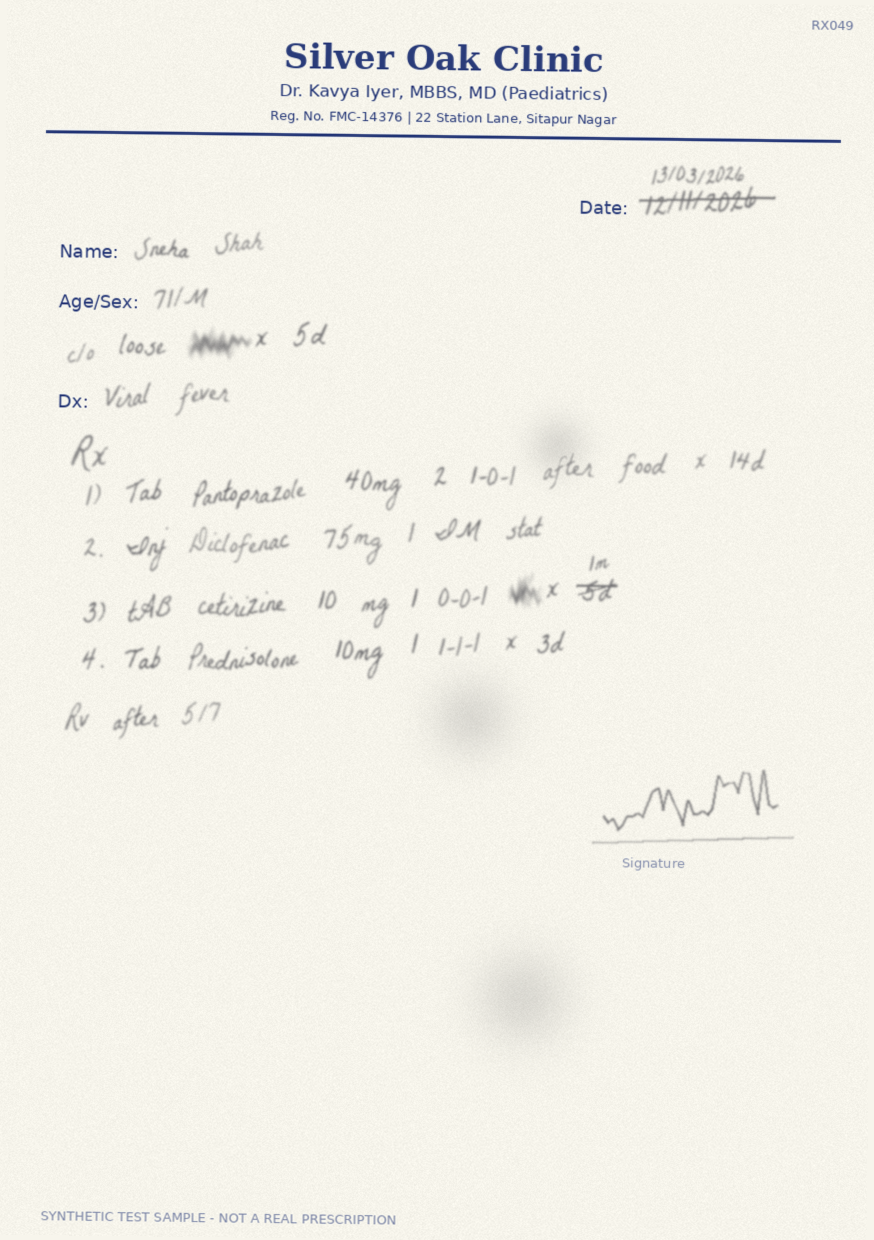 RX049
Silver Oak Clinic
Dr. Kavya Iyer, MBBS, MD (Paediatrics)
Reg. No. FMC-14376 | 22 Station Lane, Sitapur Nagar
13/03/2026
Date: 12/11/2026
Name: Sneha Shah
Age/Sex: 71/M
c/o loose x 5d
Dx: Viral fever
Rx
1) Tab Pantoprazole 40mg 2 1-0-1 after food x 14d
2. Inj Diclofenac 75mg 1 IM stat
1m
3) tAB cetirizine 10 mg 1 0-0-1 x 5d
4. Tab Prednisolone 10mg 1 1-1-1 x 3d
Rv after 5/7
Signature
SYNTHETIC TEST SAMPLE - NOT A REAL PRESCRIPTION